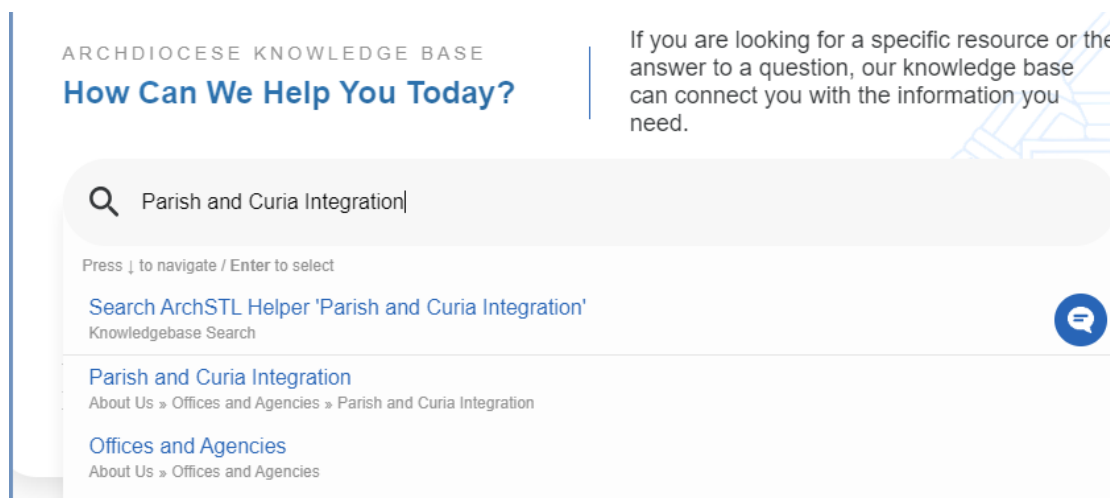 ARCHDIOCESE KNOWLEDGE BASE
How Can We Help You Today?
If you are looking for a specific resource or the
answer to a question, our knowledge base
can connect you with the information you
need.
Parish and Curia Integration
Press ↓ to navigate / Enter to select
Search ArchSTL Helper 'Parish and Curia Integration'
Knowledgebase Search
Parish and Curia Integration
About Us » Offices and Agencies » Parish and Curia Integration
Offices and Agencies
About Us » Offices and Agencies